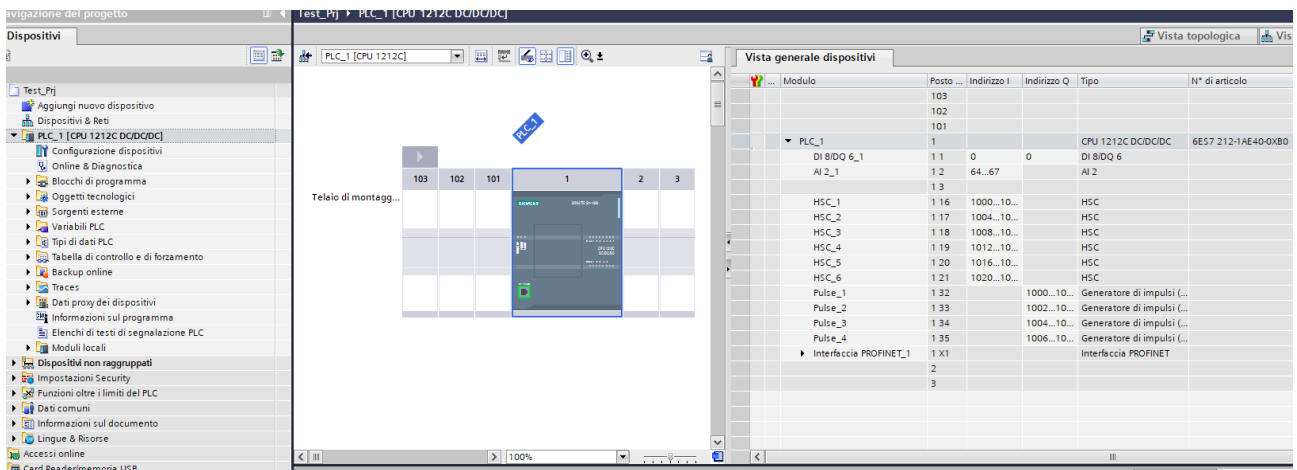 avigazione del progetto
Test_Prj ▸ PLC_1 [CPU 1212C DC/DC/DC]
Dispositivi
Vista topologica
Vis
PLC_1 [CPU 1212C]
Vista generale dispositivi
Test_Prj
Aggiungi nuovo dispositivo
Dispositivi & Reti
PLC_1 [CPU 1212C DC/DC/DC]
Configurazione dispositivi
Online & Diagnostica
Blocchi di programma
Oggetti tecnologici
Sorgenti esterne
Variabili PLC
Tipi di dati PLC
Tabella di controllo e di forzamento
Backup online
Traces
Dati proxy dei dispositivi
Informazioni sul programma
Elenchi di testi di segnalazione PLC
Moduli locali
Dispositivi non raggruppati
Impostazioni Security
Funzioni oltre i limiti del PLC
Dati comuni
Informazioni sul documento
Lingue & Risorse
Accessi online
Card Reader/memoria USB
PLC_1
103 102 101 1 2 3
Telaio di montagg...
SIEMENS
100%
... Modulo Posto ... Indirizzo I Indirizzo Q Tipo N° di articolo
103
102
101
PLC_1 1 CPU 1212C DC/DC/DC 6ES7 212-1AE40-0XB0
DI 8/DQ 6_1 1 1 0 0 DI 8/DQ 6
AI 2_1 1 2 64...67 AI 2
1 3
HSC_1 1 16 1000...10... HSC
HSC_2 1 17 1004...10... HSC
HSC_3 1 18 1008...10... HSC
HSC_4 1 19 1012...10... HSC
HSC_5 1 20 1016...10... HSC
HSC_6 1 21 1020...10... HSC
Pulse_1 1 32 1000...10... Generatore di impulsi (...
Pulse_2 1 33 1002...10... Generatore di impulsi (...
Pulse_3 1 34 1004...10... Generatore di impulsi (...
Pulse_4 1 35 1006...10... Generatore di impulsi (...
Interfaccia PROFINET_1 1 X1 Interfaccia PROFINET
2
3